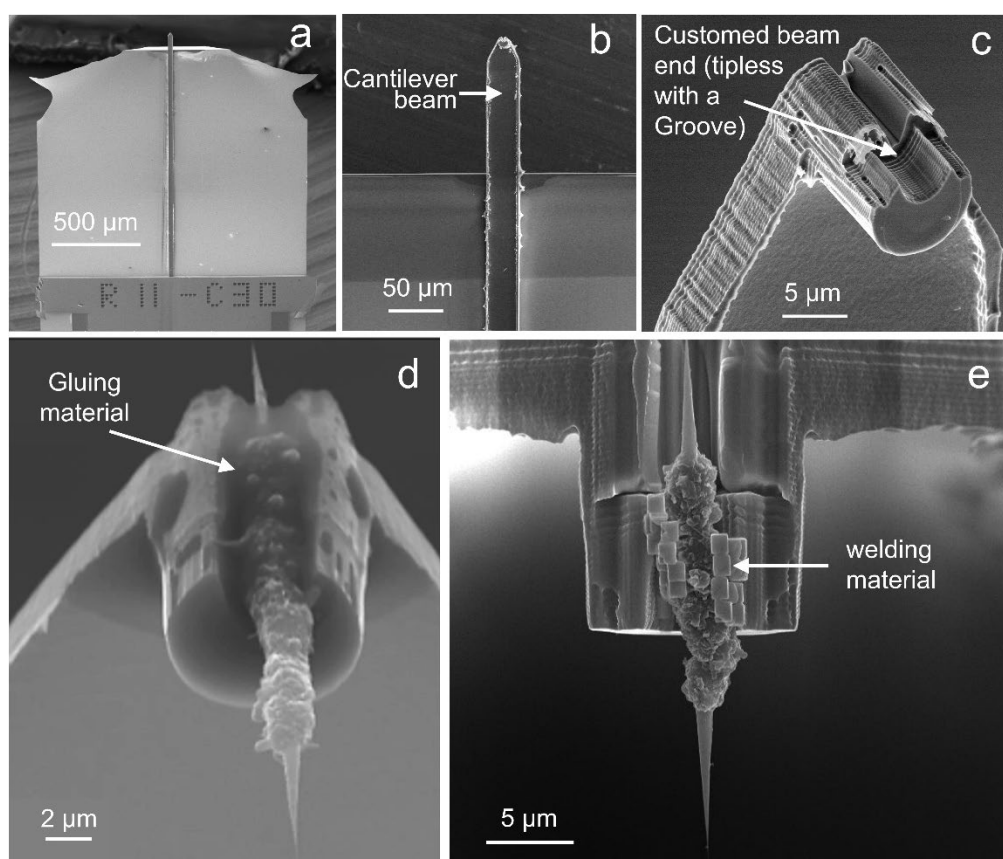 a
500 µm
R11-C30
b
Cantilever
beam
50 µm
c
Customed beam
end (tipless
with a
Groove)
5 µm
d
Gluing
material
2 µm
e
welding
material
5 µm